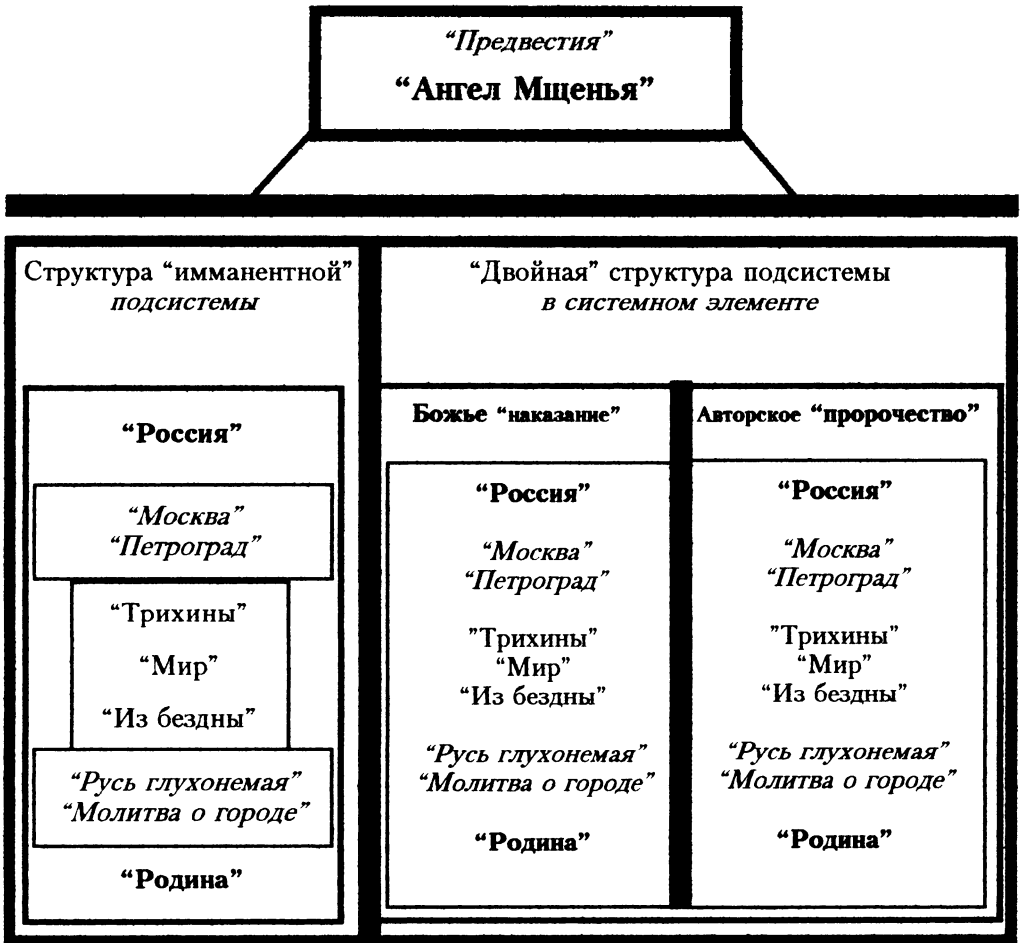 “Предвестия”
“Ангел Мщенья”
Структура “имманентной”
подсистемы
“Россия”
“Москва”
“Петроград”
“Трихины”
“Мир”
“Из бездны”
“Русь глухонемая”
“Молитва о городе”
“Родина”
“Двойная” структура подсистемы
в системном элементе
Божье “наказание”
“Россия”
“Москва”
“Петроград”
”Трихины”
“Мир”
“Из бездны”
“Русь глухонемая”
“Молитва о городе”
“Родина”
Авторское “пророчество”
“Россия”
“Москва”
“Петроград”
“Трихины”
“Мир”
“Из бездны”
“Русь глухонемая”
“Молитва о городе”
“Родина”